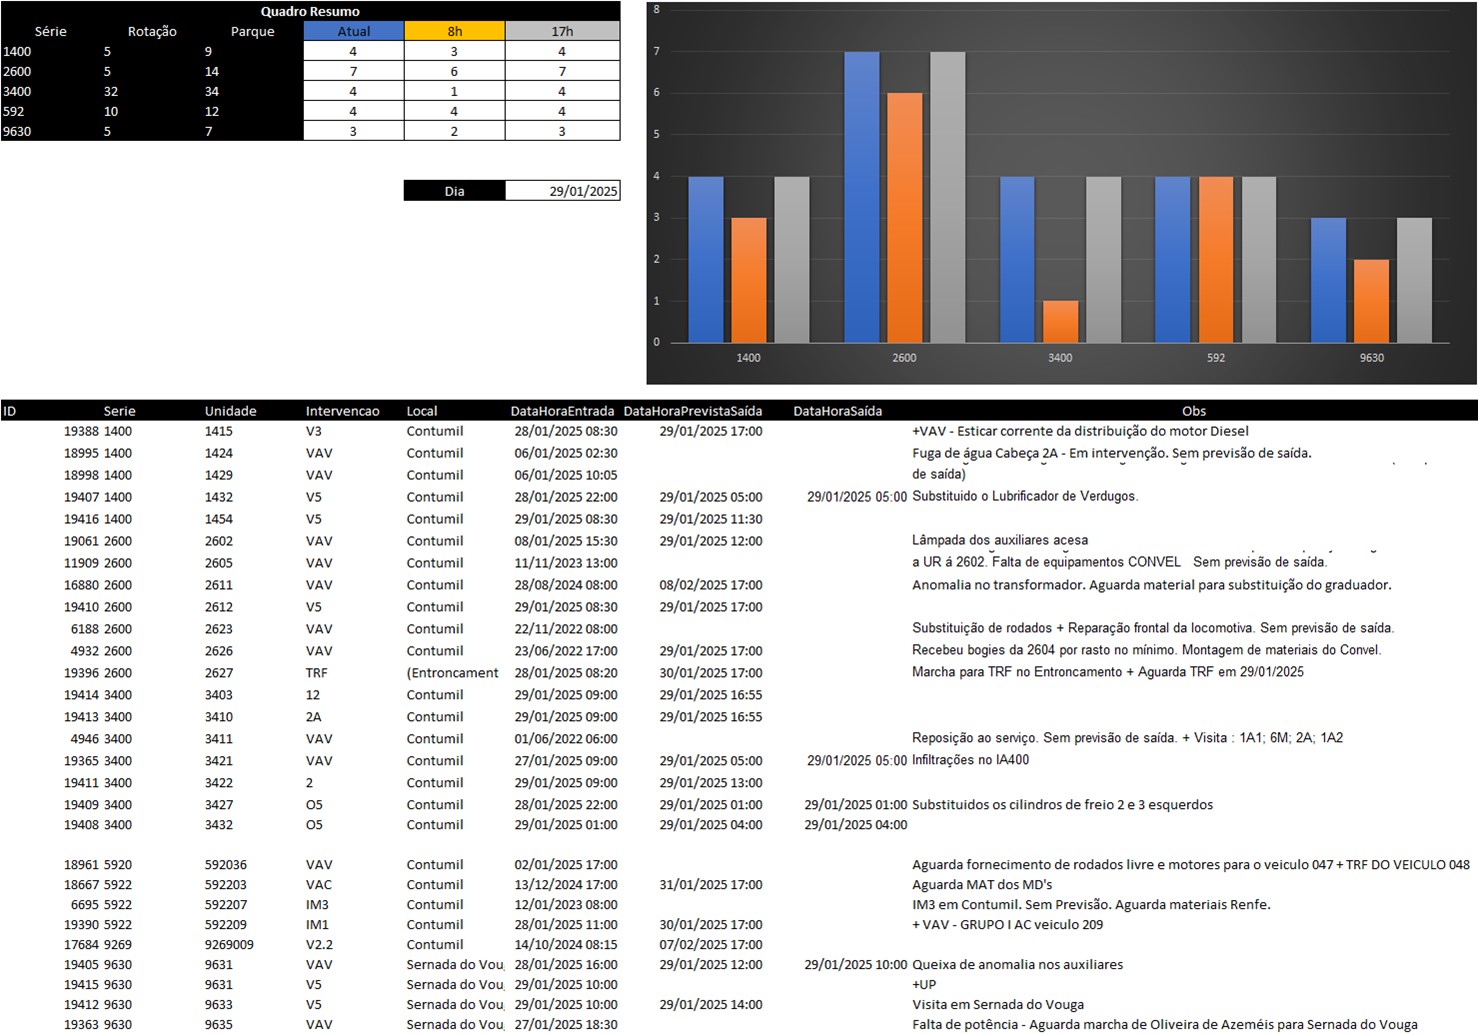 Quadro Resumo
Série Rotação Parque Atual 8h 17h
1400 5 9 4 3 4
2600 5 14 7 6 7
3400 32 34 4 1 4
592 10 12 4 4 4
9630 5 7 3 2 3
Dia 29/01/2025
8
7
6
5
4
3
2
1
0
1400 2600 3400 592 9630
ID Serie Unidade Intervencao Local DataHoraEntrada DataHoraPrevistaSaída DataHoraSaída Obs
19388 1400 1415 V3 Contumil 28/01/2025 08:30 29/01/2025 17:00 +VAV - Esticar corrente da distribuição do motor Diesel
18995 1400 1424 VAV Contumil 06/01/2025 02:30 Fuga de água Cabeça 2A - Em intervenção. Sem previsão de saída.
18998 1400 1429 VAV Contumil 06/01/2025 10:05 de saída)
19407 1400 1432 V5 Contumil 28/01/2025 22:00 29/01/2025 05:00 29/01/2025 05:00 Substituido o Lubrificador de Verdugos.
19416 1400 1454 V5 Contumil 29/01/2025 08:30 29/01/2025 11:30
19061 2600 2602 VAV Contumil 08/01/2025 15:30 29/01/2025 12:00 Lâmpada dos auxiliares acesa
11909 2600 2605 VAV Contumil 11/11/2023 13:00 a UR á 2602. Falta de equipamentos CONVEL Sem previsão de saída.
16880 2600 2611 VAV Contumil 28/08/2024 08:00 08/02/2025 17:00 Anomalia no transformador. Aguarda material para substituição do graduador.
19410 2600 2612 V5 Contumil 29/01/2025 08:30 29/01/2025 17:00
6188 2600 2623 VAV Contumil 22/11/2022 08:00 Substituição de rodados + Reparação frontal da locomotiva. Sem previsão de saída.
4932 2600 2626 VAV Contumil 23/06/2022 17:00 29/01/2025 17:00 Recebeu bogies da 2604 por rasto no mínimo. Montagem de materiais do Convel.
19396 2600 2627 TRF (Entroncament 28/01/2025 08:20 30/01/2025 17:00 Marcha para TRF no Entroncamento + Aguarda TRF em 29/01/2025
19414 3400 3403 12 Contumil 29/01/2025 09:00 29/01/2025 16:55
19413 3400 3410 2A Contumil 29/01/2025 09:00 29/01/2025 16:55
4946 3400 3411 VAV Contumil 01/06/2022 06:00 Reposição ao serviço. Sem previsão de saída. + Visita : 1A1; 6M; 2A; 1A2
19365 3400 3421 VAV Contumil 27/01/2025 09:00 29/01/2025 05:00 29/01/2025 05:00 Infiltrações no IA400
19411 3400 3422 2 Contumil 29/01/2025 09:00 29/01/2025 13:00
19409 3400 3427 O5 Contumil 28/01/2025 22:00 29/01/2025 01:00 29/01/2025 01:00 Substituidos os cilindros de freio 2 e 3 esquerdos
19408 3400 3432 O5 Contumil 29/01/2025 01:00 29/01/2025 04:00 29/01/2025 04:00
18961 5920 592036 VAV Contumil 02/01/2025 17:00 Aguarda fornecimento de rodados livre e motores para o veiculo 047 + TRF DO VEICULO 048
18667 5922 592203 VAC Contumil 13/12/2024 17:00 31/01/2025 17:00 Aguarda MAT dos MD's
6695 5922 592207 IM3 Contumil 12/01/2023 08:00 IM3 em Contumil. Sem Previsão. Aguarda materiais Renfe.
19390 5922 592209 IM1 Contumil 28/01/2025 11:00 30/01/2025 17:00 + VAV - GRUPO I AC veiculo 209
17684 9269 9269009 V2.2 Contumil 14/10/2024 08:15 07/02/2025 17:00
19405 9630 9631 VAV Sernada do Vou 28/01/2025 16:00 29/01/2025 12:00 29/01/2025 10:00 Queixa de anomalia nos auxiliares
19415 9630 9631 V5 Sernada do Vou 29/01/2025 10:00 +UP
19412 9630 9633 V5 Sernada do Vou 29/01/2025 10:00 29/01/2025 14:00 Visita em Sernada do Vouga
19363 9630 9635 VAV Sernada do Vou 27/01/2025 18:30 Falta de potência - Aguarda marcha de Oliveira de Azeméis para Sernada do Vouga